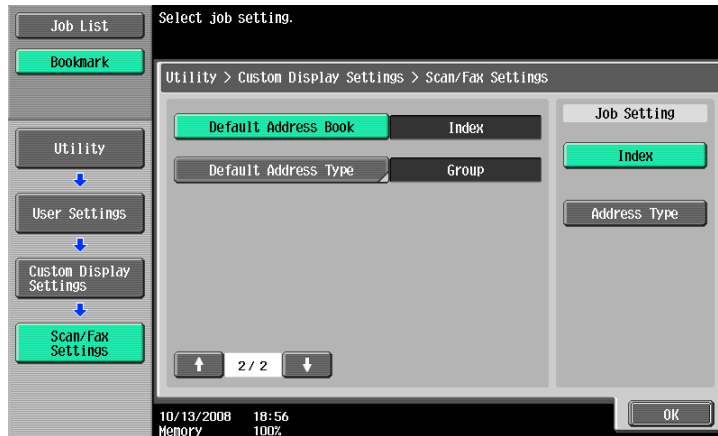 Job List
Bookmark
Utility
User Settings
Custom Display
Settings
Scan/Fax
Settings
Select job setting.
Utility > Custom Display Settings > Scan/Fax Settings
Default Address Book
Index
Default Address Type
Group
2/ 2
Job Setting
Index
Address Type
10/13/2008 18:56
Memory 100%
OK